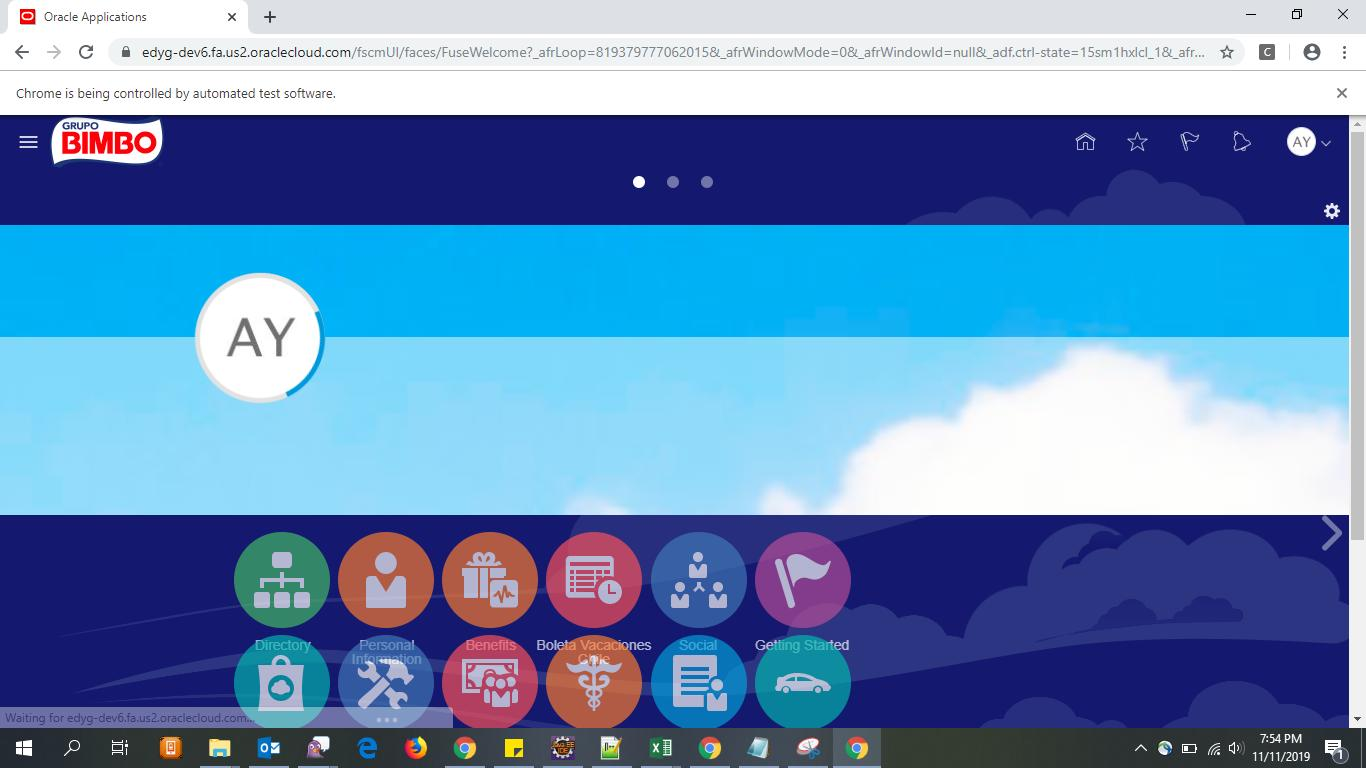 Oracle Applications
edyg-dev6.fa.us2.oraclecloud.com/fscmUI/faces/FuseWelcome?_afrLoop=8193797770620​15&_afrWindowMode=0&_afrWindowId=null&_adf.ctrl-state=15sm1hxlcl_1&_afr...
C
Chrome is being controlled by automated test software.
GRUPO
BIMBO
AY
AY
Directory
Personal Information
Benefits
Boleta Vacaciones Chile
Social
Getting Started
Waiting for edyg-dev6.fa.us2.oraclecloud.com...
7:54 PM
11/11/2019
1